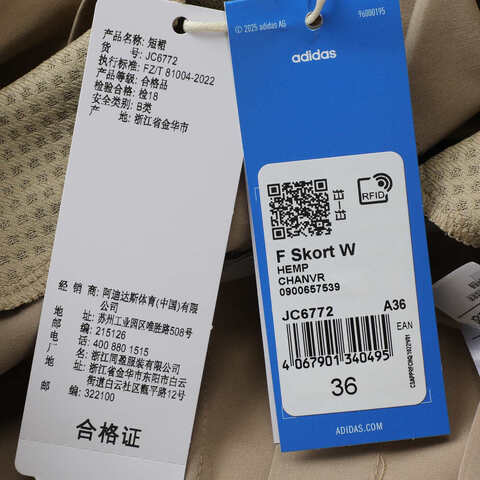 产品名称: 短裙
货 号: JC6772
执行标准: FZ/T 81004-2022
产品等级: 合格品
检验合格: 检18
安全类别: B类
产 地: 浙江省金华市
经 销 商: 阿迪达斯体育(中国)有限
公司
地 址: 苏州工业园区唯胜路508号
邮 编: 215126
电 话: 400 880 1515
制 造 商: 浙江同盈服装有限公司
地 址: 浙江省金华市东阳市白云
街道白云社区甑平路12号
邮 编: 322100
合格证
© 2025 adidas AG
96000195
adidas
RFID
F Skort W
HEMP
CHANVR
0900657539
JC6772 A36
EAN
4 067901 340495
36
ADIDAS.COM